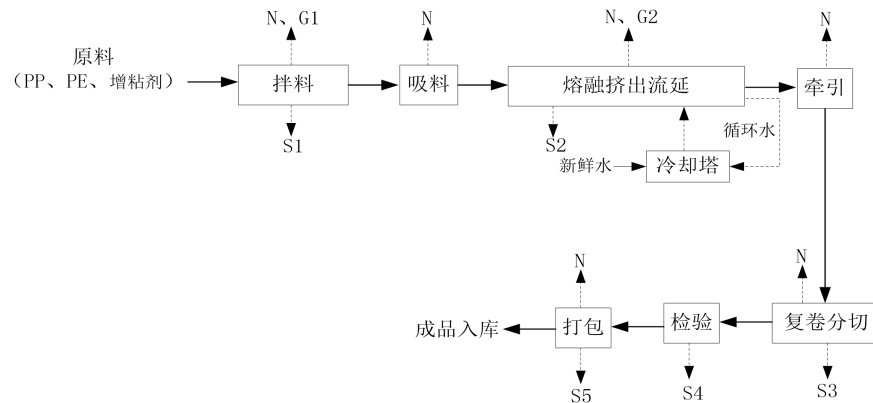 N、G1
N
N、G2
N
原料
（PP、PE、增粘剂）
拌料
吸料
熔融挤出流延
牵引
S1
S2
循环水
新鲜水
冷却塔
N
N
成品入库
打包
检验
复卷分切
S5
S4
S3